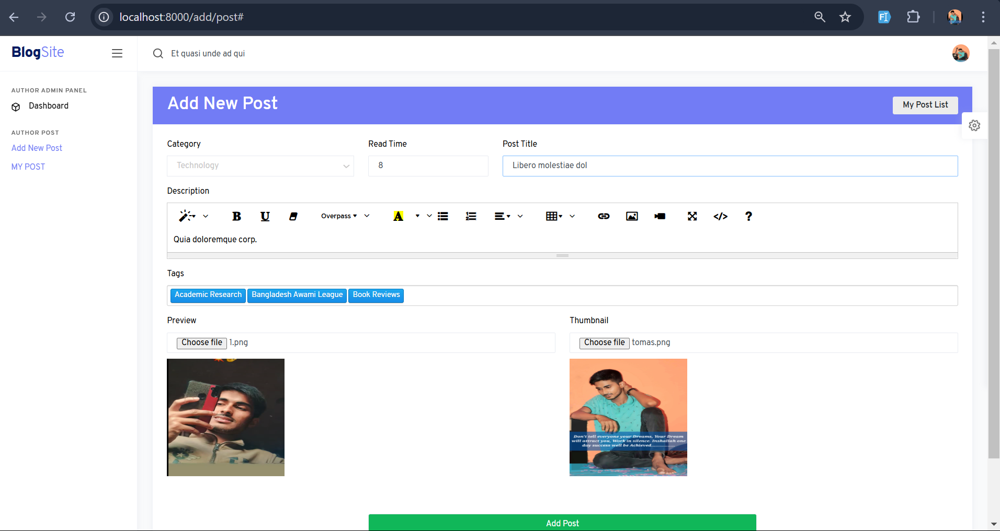 localhost:8000/add/post#
BlogSite
Et quasi unde ad qui
AUTHOR ADMIN PANEL
Dashboard
AUTHOR POST
Add New Post
MY POST
Add New Post
My Post List
Category
Read Time
Post Title
Technology
8
Libero molestiae dol
Description
B U Overpass A </> ?
Quia doloremque corp.
Tags
Academic Research Bangladesh Awami League Book Reviews
Preview
Thumbnail
Choose file 1.png
Choose file tomas.png
Don't tell everyone your Dreams, Your Dream
will attract you, Work in silence. Inshallah one
day success well be Achieved................
Add Post